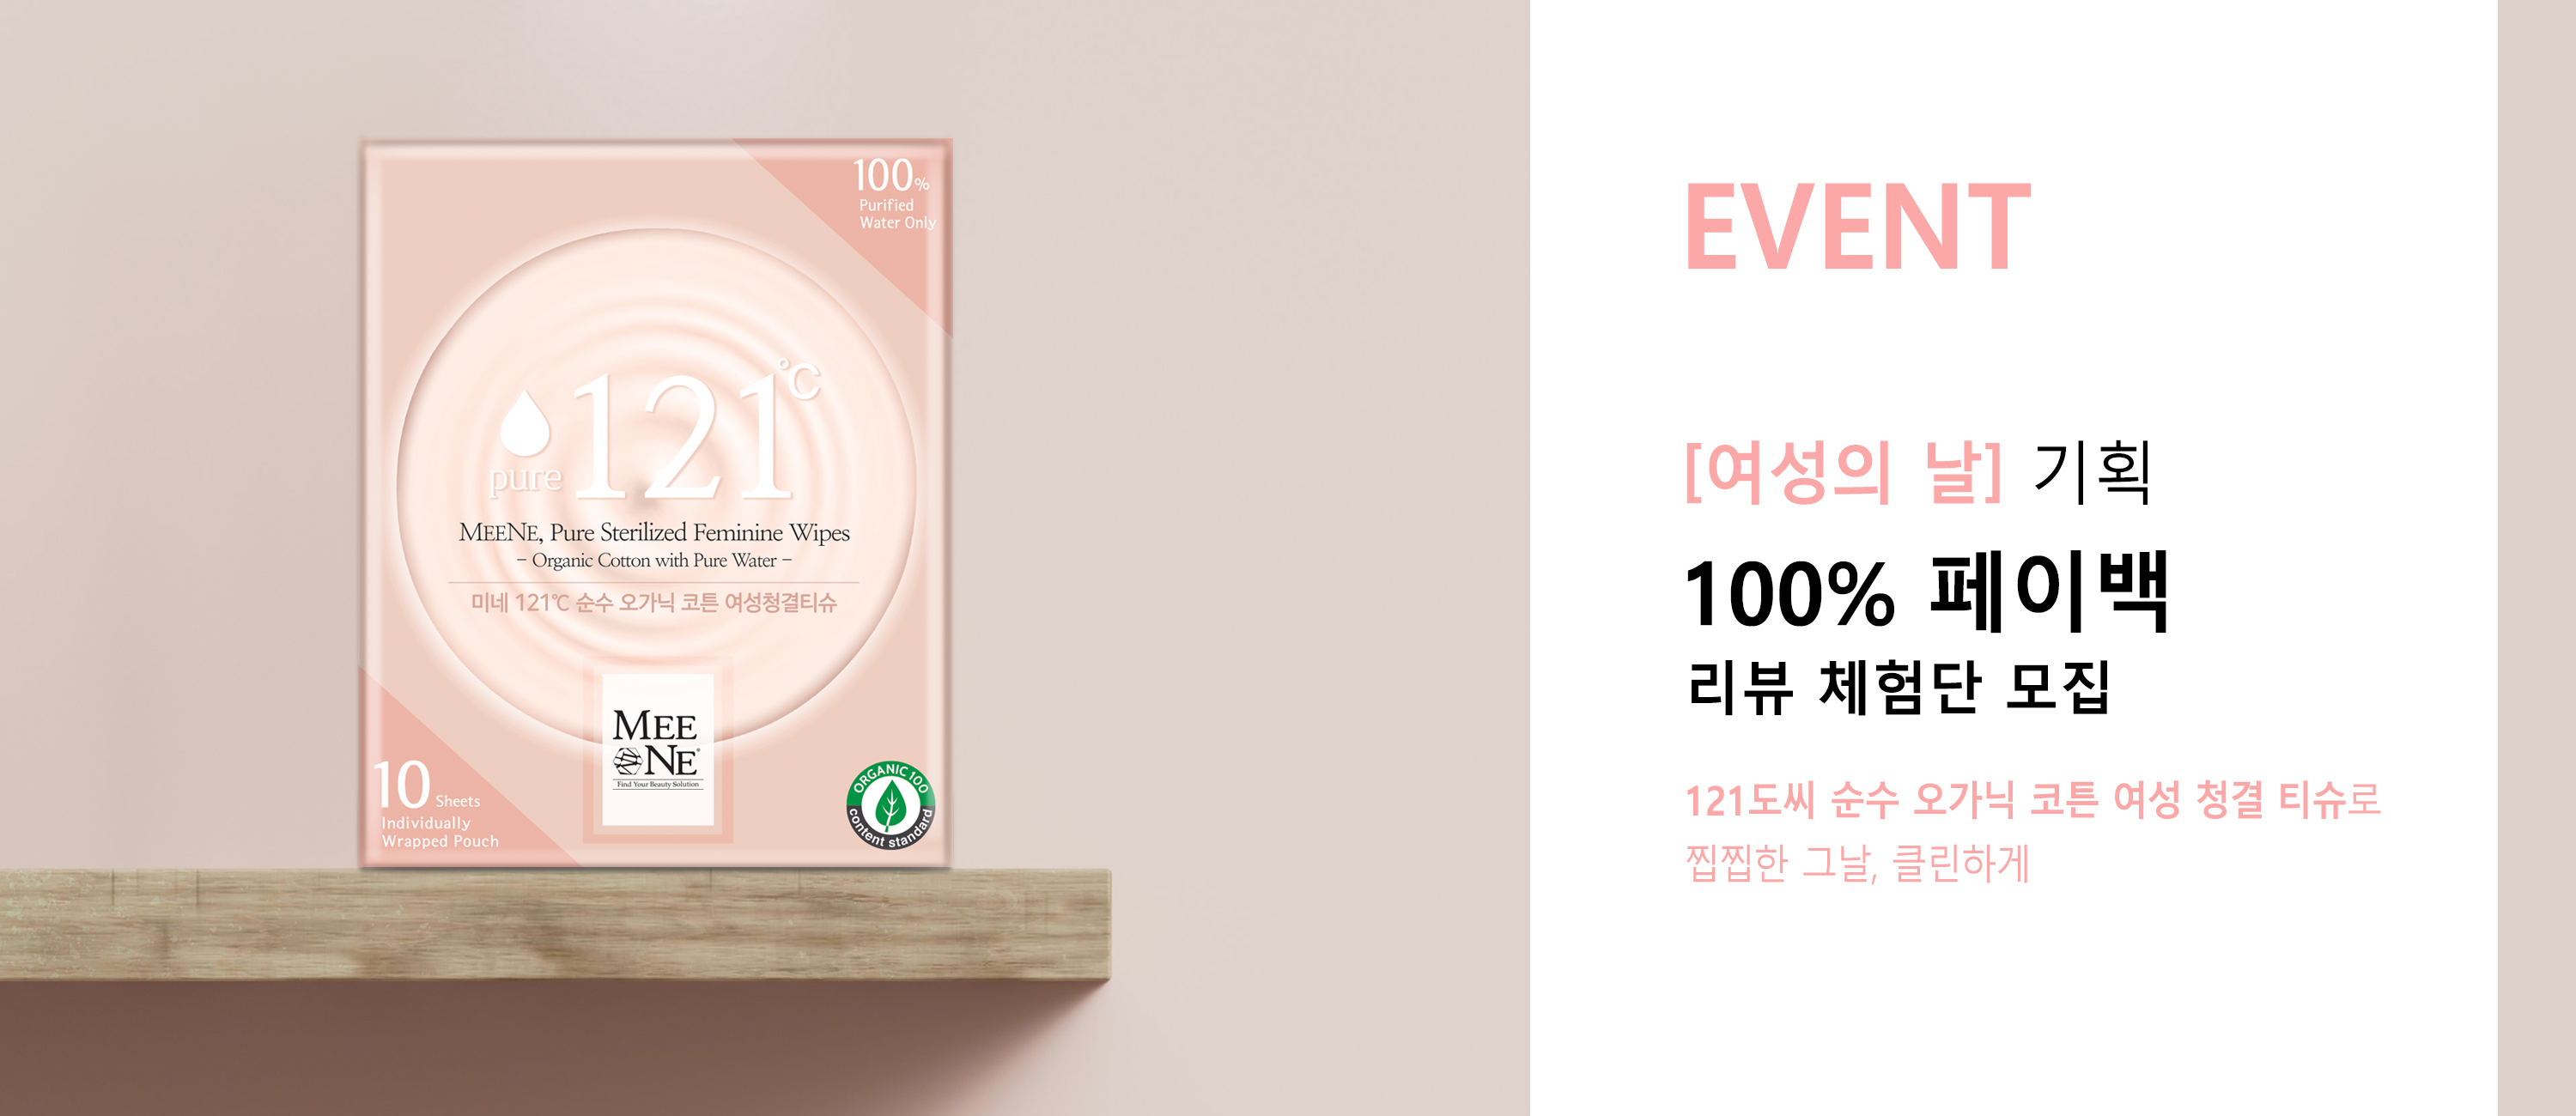 100%
Purified
Water Only
121℃
pure
MEENE, Pure Sterilized Feminine Wipes
- Organic Cotton with Pure Water -
미네 121℃ 순수 오가닉 코튼 여성청결티슈
MEE
NE
Find Your Beauty Solution
10 Sheets
Individually
Wrapped Pouch
ORGANIC 100
content standard
EVENT
[여성의 날] 기획
100% 페이백
리뷰 체험단 모집
121도씨 순수 오가닉 코튼 여성 청결 티슈로
찝찝한 그날, 클린하게